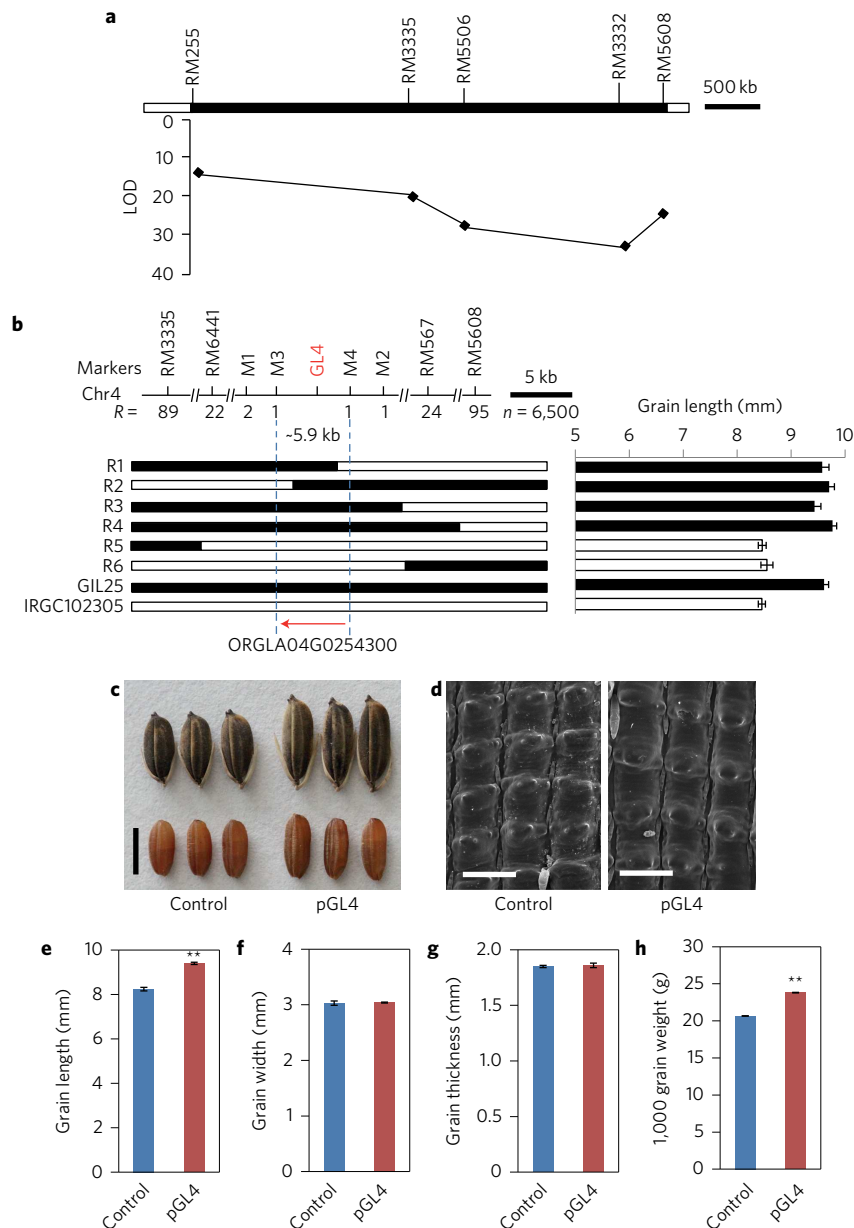 a
RM255
RM3335
RM5506
RM3332
RM5608
500 kb
0
10
20
30
40
LOD
b
Markers
RM3335
RM6441
M1
M3
GL4
M4
M2
RM567
RM5608
5 kb
Chr4
R = 89 22 2 1 1 1 24 95 n = 6,500
~5.9 kb
Grain length (mm)
5 6 7 8 9 10
R1
R2
R3
R4
R5
R6
GIL25
IRGC102305
ORGLA04G0254300
c
Control pGL4
d
Control pGL4
e
Grain length (mm)
10
8
6
4
2
0
**
Control
pGL4
f
Grain width (mm)
4
3
2
1
0
Control
pGL4
g
Grain thickness (mm)
2.0
1.5
1.0
0.5
0
Control
pGL4
h
1,000 grain weight (g)
30
25
20
15
10
5
0
**
Control
pGL4